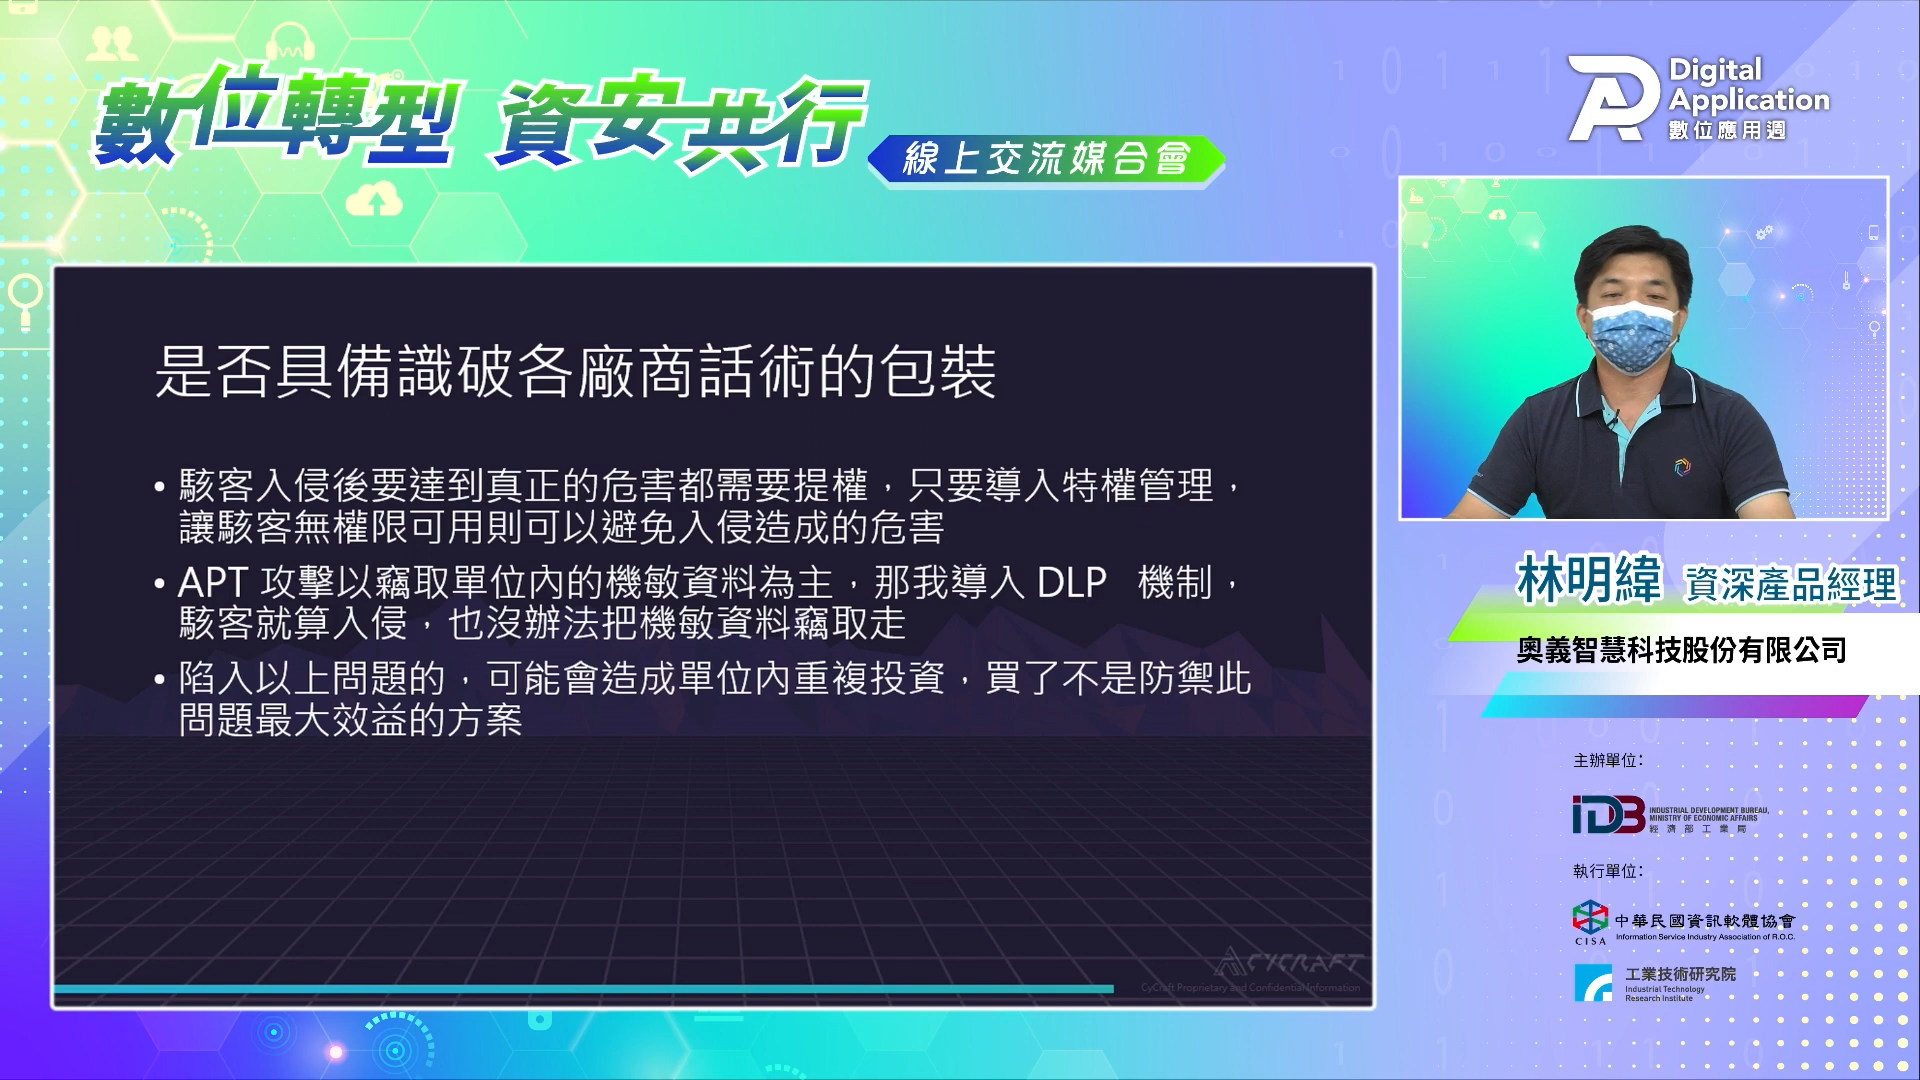 數位轉型 資安共行
線上交流媒合會
Digital
Application
數位應用週
是否具備識破各廠商話術的包裝
• 駭客入侵後要達到真正的危害都需要提權，只要導入特權管理，
讓駭客無權限可用則可以避免入侵造成的危害
• APT 攻擊以竊取單位內的機敏資料為主，那我導入 DLP 機制，
駭客就算入侵，也沒辦法把機敏資料竊取走
• 陷入以上問題的，可能會造成單位內重複投資，買了不是防禦此
問題最大效益的方案
CYCRAFT
CyCraft Proprietary and Confidential Information
林明緯 資深產品經理
奧義智慧科技股份有限公司
主辦單位：
IDB
INDUSTRIAL DEVELOPMENT BUREAU,
MINISTRY OF ECONOMIC AFFAIRS
經濟部工業局
執行單位：
CISA
中華民國資訊軟體協會
Information Service Industry Association of R.O.C.
工業技術研究院
Industrial Technology
Research Institute